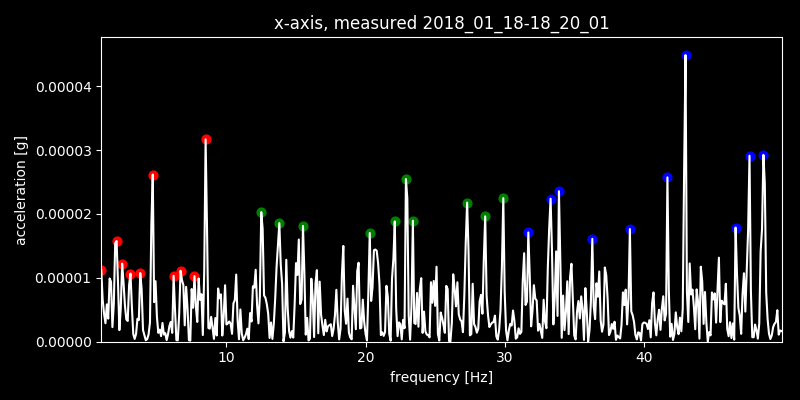 x-axis, measured 2018_01_18-18_20_01
0.00004
0.00003
0.00002
0.00001
0.00000
acceleration [g]
10 20 30 40
frequency [Hz]